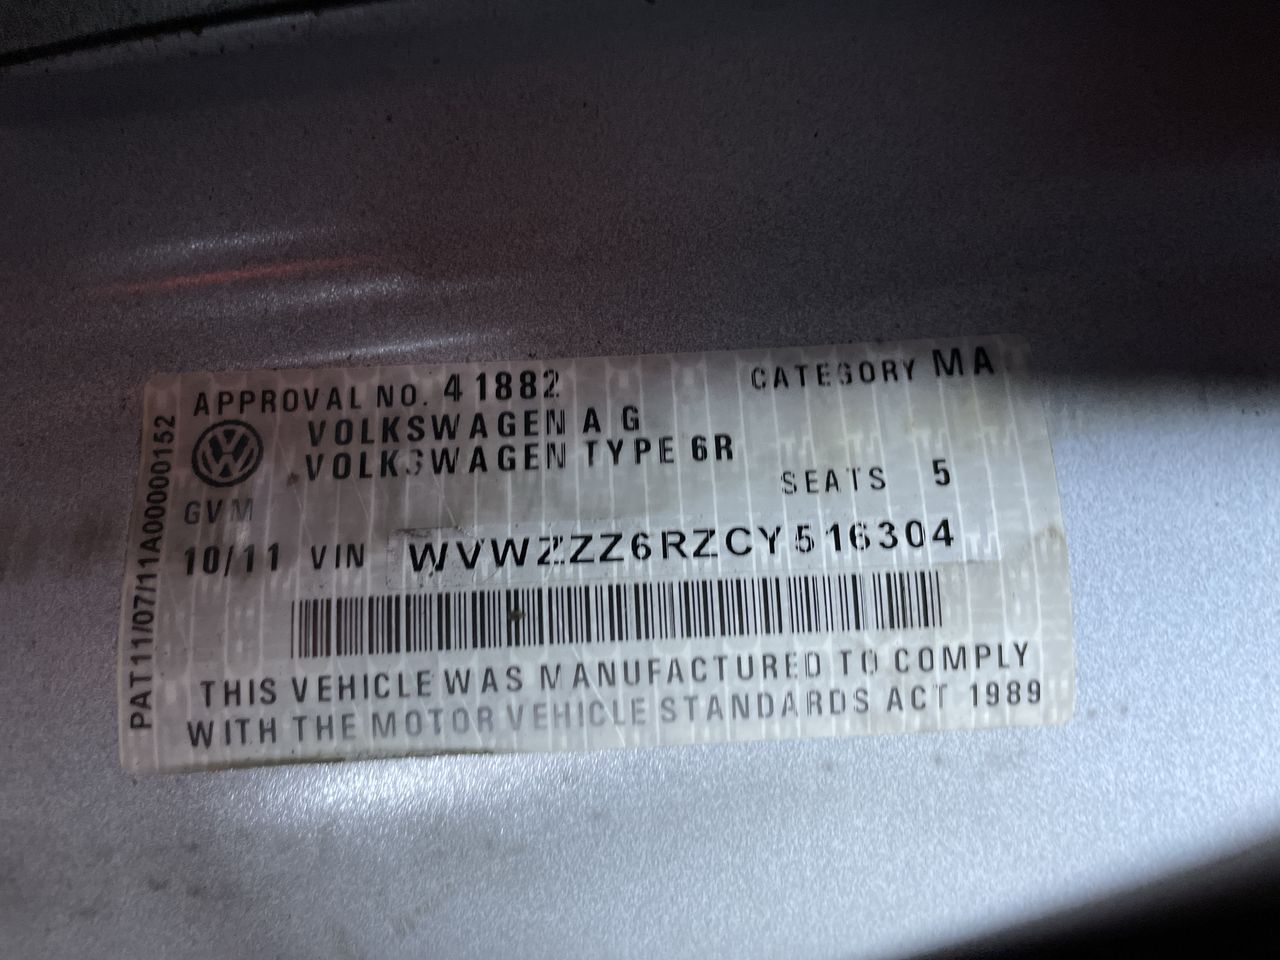 APPROVAL NO. 41882 CATEGORY MA
VOLKSWAGEN AG
VOLKSWAGEN TYPE 6R
SEATS 5
GVM
10/11 VIN WVWZZZ6RZCY516304
THIS VEHICLE WAS MANUFACTURED TO COMPLY
WITH THE MOTOR VEHICLE STANDARDS ACT 1989
PAT11/07/11A00000152